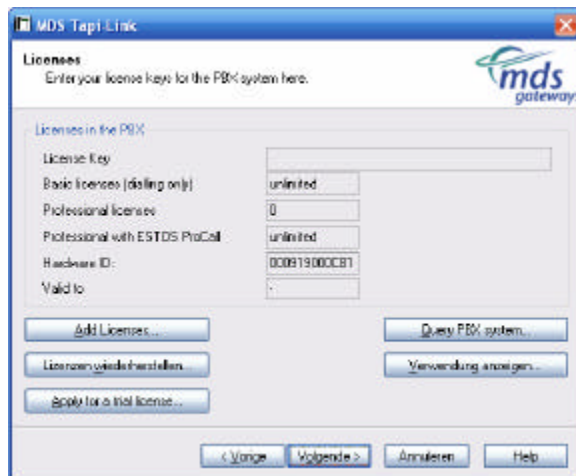 MDS Tapi-Link
Licenses
Enter your license keys for the PBX system here.
mds
gateways
Licenses in the PBX
License Key
Basic licenses (dialling only) unlimited
Professional licenses 0
Professional with ESTOS ProCall unlimited
Hardware ID:
Valid to -
Add Licenses... Query PBX system...
Lizenzen wiederherstellen... Verwendung anzeigen...
Apply for a trial license...
< Vorige Volgende > Annuleren Help